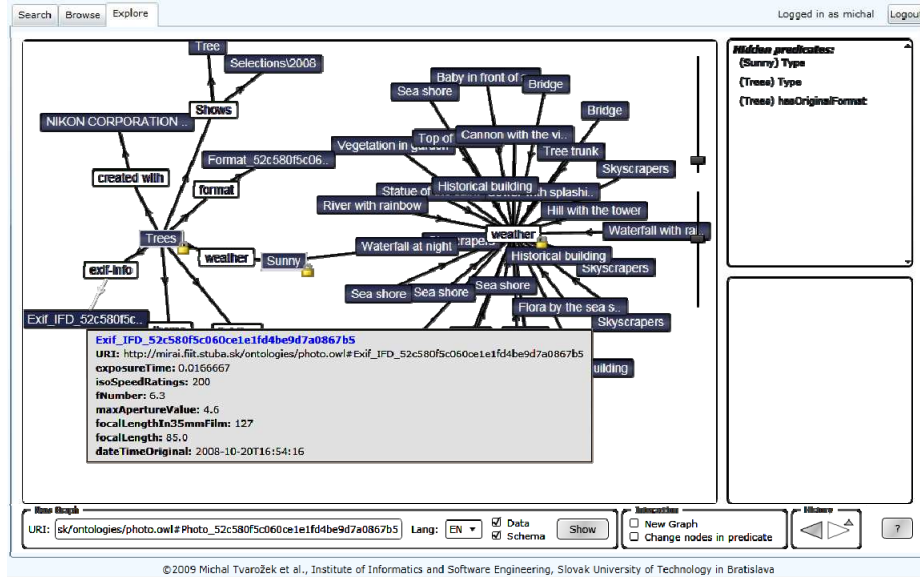 Search Browse Explore
Logged in as michal Logout
Tree
Selections\2008
Shows
NIKON CORPORATION ..
Format_52c580f5c06..
created with
format
Trees
weather Sunny
exif-info
Exif_IFD_52c580f5c..
Baby in front of
Sea shore
Bridge
Bridge
Vegetation in
Top of
Cannon with the vi..
Tree trunk
Skyscrapers
Statue of
Historical building
with splashi..
River with rainbow
Hill with the tower
weather
Waterfall with ra
Waterfall at night
Historical building
Skyscrapers
Sea shore Sea shore Sea shore
Flora by the sea s..
Skyscrapers
uilding
Exif_IFD_52c580f5c060ce1e1fd4be9d7a0867b5
URI: http://mirai.fiit.stuba.sk/ontologies/photo.owl#Exif_IFD_52c580f5c060ce1e1fd4be9d7a0867b5
exposureTime: 0.0166667
isoSpeedRatings: 200
fNumber: 6.3
maxApertureValue: 4.6
focalLengthIn35mmFilm: 127
focalLength: 85.0
dateTimeOriginal: 2008-10-20T16:54:16
Hidden predicates:
(Sunny) Type
(Trees) Type
(Trees) hasOriginalFormat
New Graph
URI: sk/ontologies/photo.owl#Photo_52c580f5c060ce1e1fd4be9d7a0867b5 Lang: EN Data Schema Show
Interaction
New Graph
Change nodes in predicate
History
?
©2009 Michal Tvarožek et al., Institute of Informatics and Software Engineering, Slovak University of Technology in Bratislava